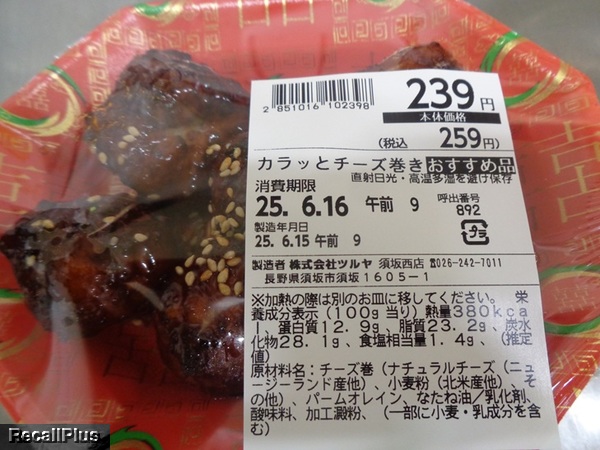 239円
本体価格
(税込 259円)
2 851016 102398
カラッとチーズ巻き おすすめ品
直射日光・高温多湿を避け保存
消費期限
25. 6.16 午前 9
呼出番号
892
製造年月日
25. 6.15 午前 9
プラ
製造者 株式会社ツルヤ 須坂西店 ☎026-242-7011
長野県須坂市須坂1605-1
※加熱の際は別のお皿に移してください。 栄
養成分表示(100g当り)熱量380kca
l、蛋白質12.9g、脂質23.2g、炭水
化物28.1g、食塩相当量1.4g、(推定
値)
原材料名:チーズ巻(ナチュラルチーズ(ニュ
ージーランド産他)、小麦粉(北米産他)、そ
の他)、パームオレイン、なたね油/乳化剤、
酸味料、加工澱粉、(一部に小麦・乳成分を含
む)
RecallPlus